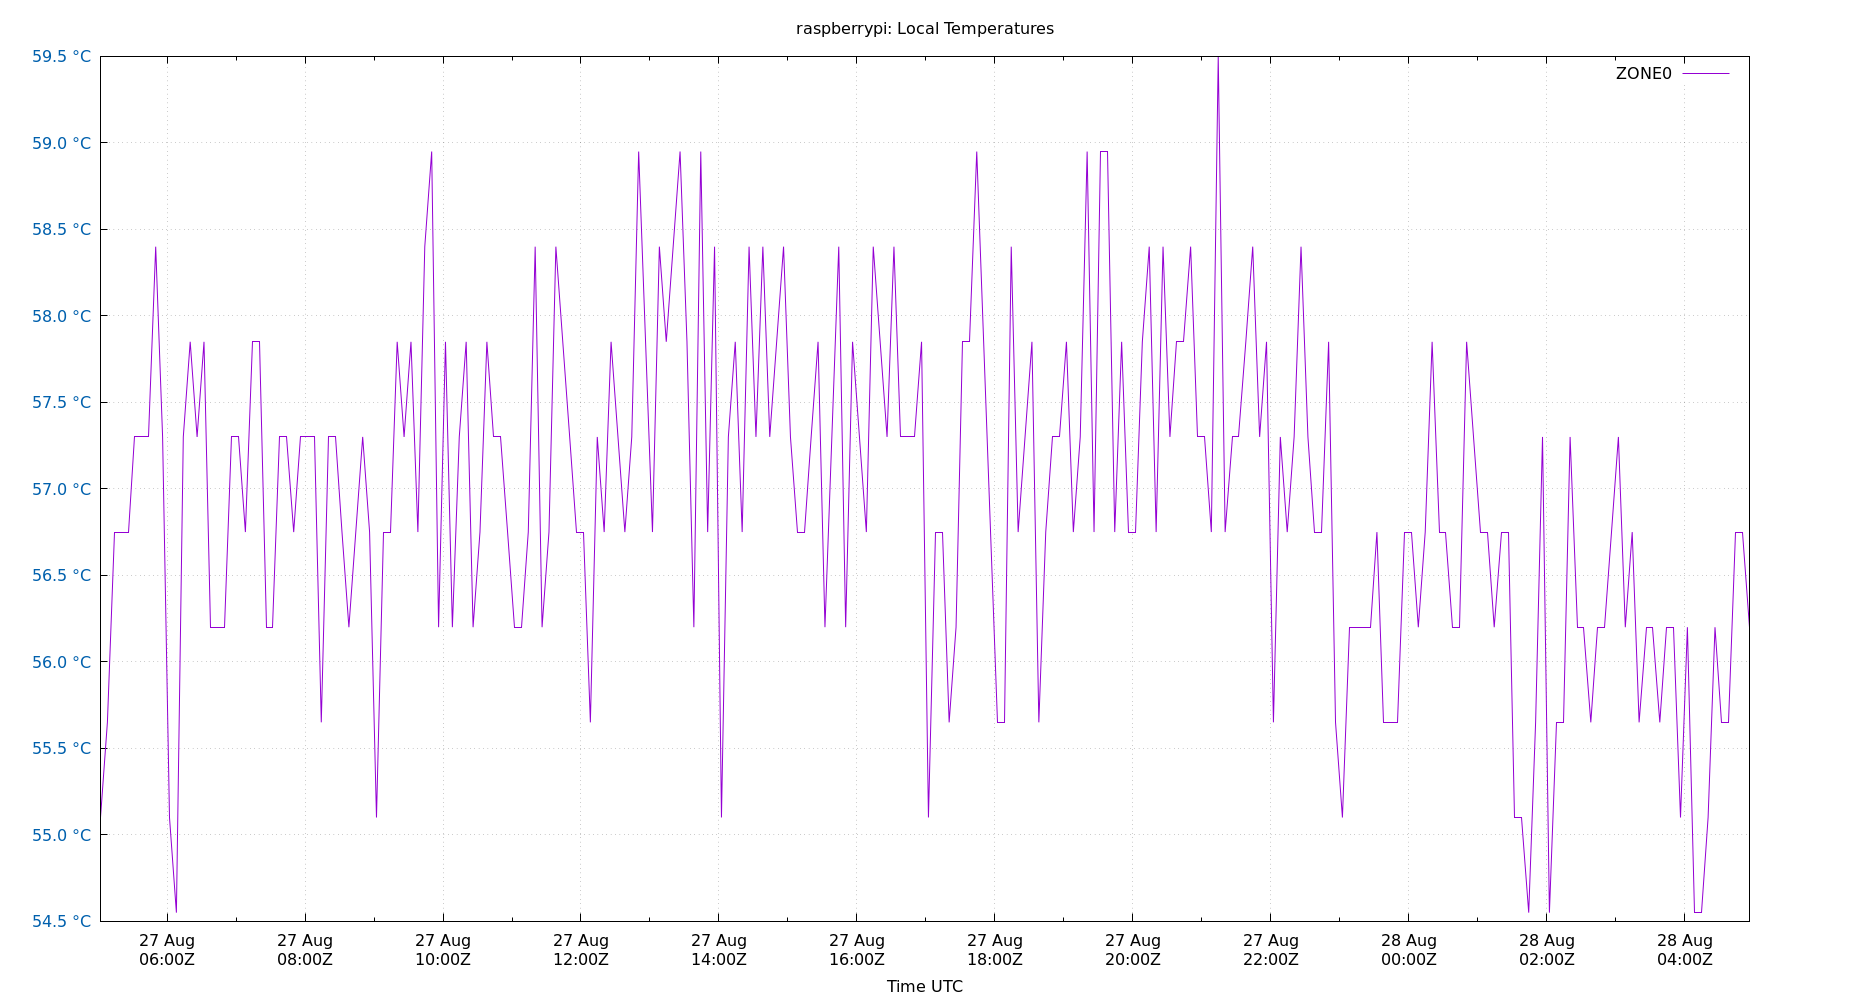 raspberrypi: Local Temperatures
ZONE0
59.5 °C
59.0 °C
58.5 °C
58.0 °C
57.5 °C
57.0 °C
56.5 °C
56.0 °C
55.5 °C
55.0 °C
54.5 °C
27 Aug 27 Aug 27 Aug 27 Aug 27 Aug 27 Aug 27 Aug 27 Aug 27 Aug 28 Aug 28 Aug 28 Aug
06:00Z 08:00Z 10:00Z 12:00Z 14:00Z 16:00Z 18:00Z 20:00Z 22:00Z 00:00Z 02:00Z 04:00Z
Time UTC